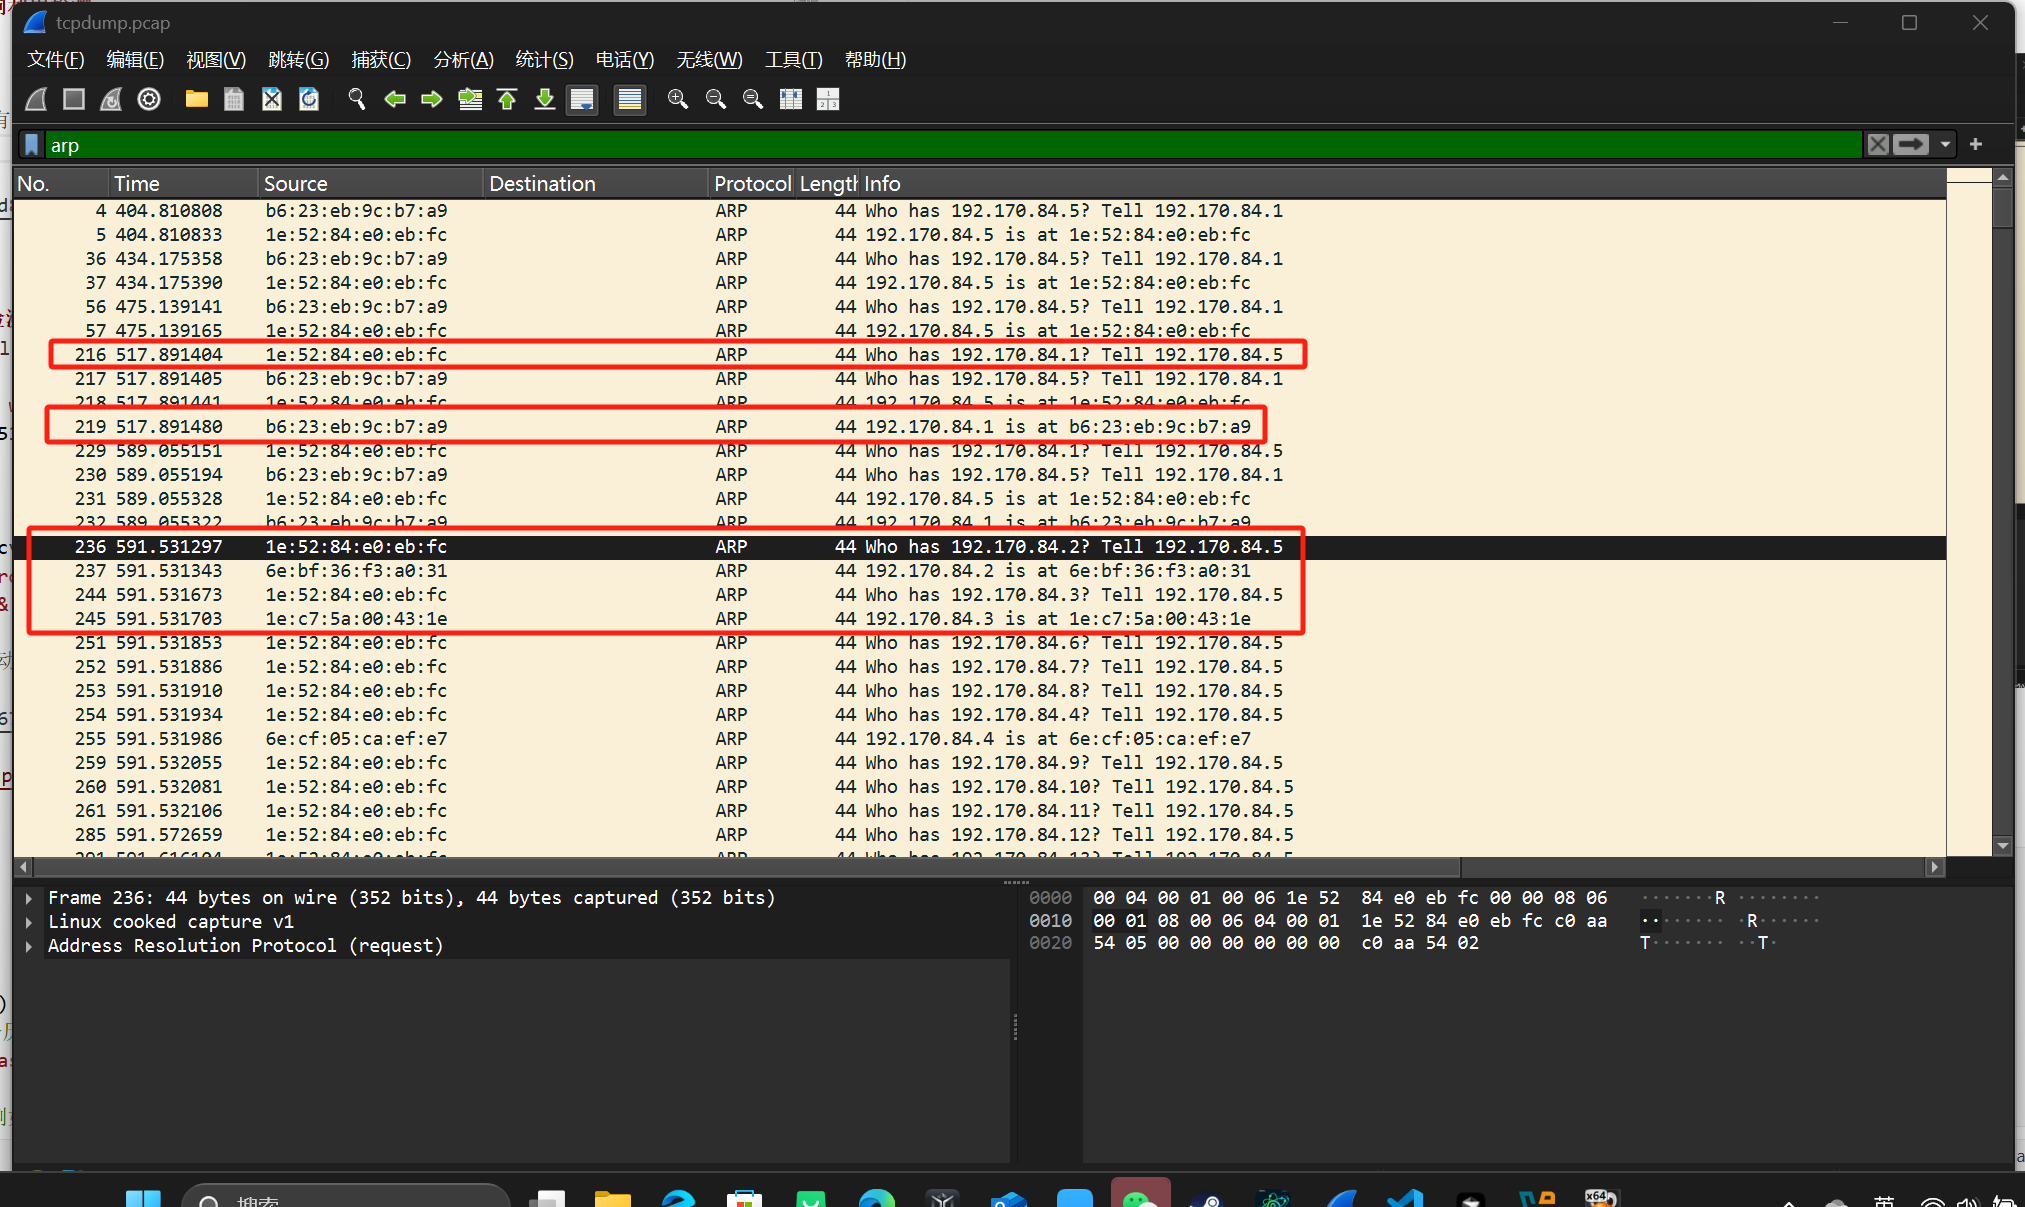 tcpdump.pcap
文件(F) 编辑(E) 视图(V) 跳转(G) 捕获(C) 分析(A) 统计(S) 电话(Y) 无线(W) 工具(T) 帮助(H)
arp
No. Time Source Destination Protocol Length Info
4 404.810808 b6:23:eb:9c:b7:a9 ARP 44 Who has 192.170.84.5? Tell 192.170.84.1
5 404.810833 1e:52:84:e0:eb:fc ARP 44 192.170.84.5 is at 1e:52:84:e0:eb:fc
36 434.175358 b6:23:eb:9c:b7:a9 ARP 44 Who has 192.170.84.5? Tell 192.170.84.1
37 434.175390 1e:52:84:e0:eb:fc ARP 44 192.170.84.5 is at 1e:52:84:e0:eb:fc
56 475.139141 b6:23:eb:9c:b7:a9 ARP 44 Who has 192.170.84.5? Tell 192.170.84.1
57 475.139165 1e:52:84:e0:eb:fc ARP 44 192.170.84.5 is at 1e:52:84:e0:eb:fc
216 517.891404 1e:52:84:e0:eb:fc ARP 44 Who has 192.170.84.1? Tell 192.170.84.5
217 517.891405 b6:23:eb:9c:b7:a9 ARP 44 Who has 192.170.84.5? Tell 192.170.84.1
218 517.891441 1e:52:84:e0:eb:fc ARP 44 192.170.84.5 is at 1e:52:84:e0:eb:fc
219 517.891480 b6:23:eb:9c:b7:a9 ARP 44 192.170.84.1 is at b6:23:eb:9c:b7:a9
229 589.055151 1e:52:84:e0:eb:fc ARP 44 Who has 192.170.84.1? Tell 192.170.84.5
230 589.055194 b6:23:eb:9c:b7:a9 ARP 44 Who has 192.170.84.5? Tell 192.170.84.1
231 589.055328 1e:52:84:e0:eb:fc ARP 44 192.170.84.5 is at 1e:52:84:e0:eb:fc
232 589.055322 b6:23:eb:9c:b7:a9 ARP 44 192.170.84.1 is at b6:23:eb:9c:b7:a9
236 591.531297 1e:52:84:e0:eb:fc ARP 44 Who has 192.170.84.2? Tell 192.170.84.5
237 591.531343 6e:bf:36:f3:a0:31 ARP 44 192.170.84.2 is at 6e:bf:36:f3:a0:31
244 591.531673 1e:52:84:e0:eb:fc ARP 44 Who has 192.170.84.3? Tell 192.170.84.5
245 591.531703 1e:c7:5a:00:43:1e ARP 44 192.170.84.3 is at 1e:c7:5a:00:43:1e
251 591.531853 1e:52:84:e0:eb:fc ARP 44 Who has 192.170.84.6? Tell 192.170.84.5
252 591.531886 1e:52:84:e0:eb:fc ARP 44 Who has 192.170.84.7? Tell 192.170.84.5
253 591.531910 1e:52:84:e0:eb:fc ARP 44 Who has 192.170.84.8? Tell 192.170.84.5
254 591.531934 1e:52:84:e0:eb:fc ARP 44 Who has 192.170.84.4? Tell 192.170.84.5
255 591.531986 6e:cf:05:ca:ef:e7 ARP 44 192.170.84.4 is at 6e:cf:05:ca:ef:e7
259 591.532055 1e:52:84:e0:eb:fc ARP 44 Who has 192.170.84.9? Tell 192.170.84.5
260 591.532081 1e:52:84:e0:eb:fc ARP 44 Who has 192.170.84.10? Tell 192.170.84.5
261 591.532106 1e:52:84:e0:eb:fc ARP 44 Who has 192.170.84.11? Tell 192.170.84.5
285 591.572659 1e:52:84:e0:eb:fc ARP 44 Who has 192.170.84.12? Tell 192.170.84.5
Frame 236: 44 bytes on wire (352 bits), 44 bytes captured (352 bits)
Linux cooked capture v1
Address Resolution Protocol (request)
0000 00 04 00 01 00 06 1e 52 84 e0 eb fc 00 00 08 06 ·······R ········
0010 00 01 08 00 06 04 00 01 1e 52 84 e0 eb fc c0 aa ········ ·R······
0020 54 05 00 00 00 00 00 00 c0 aa 54 02 T······· ··T·
搜索
x64
英